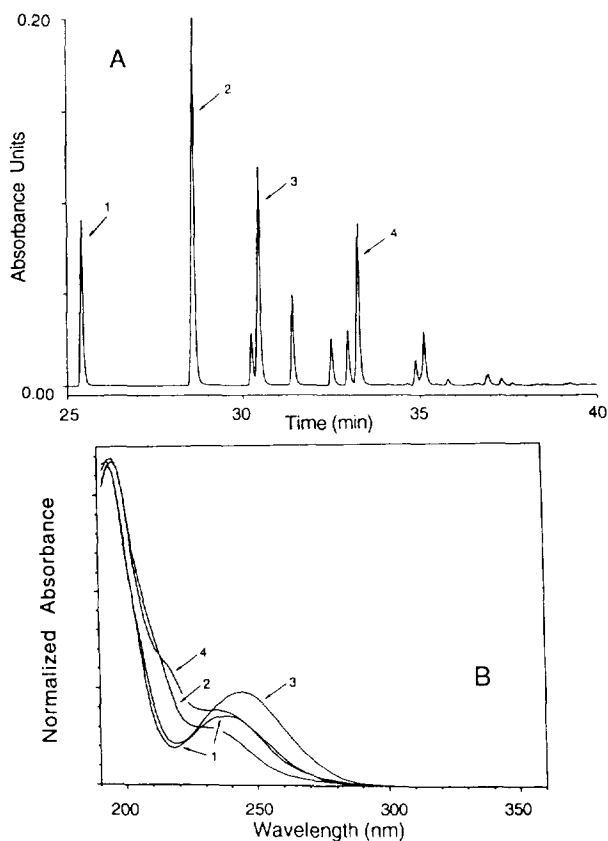 0.20
A
2
3
1
4
Absorbance Units
0.00
25 30 35 40
Time (min)
Normalized Absorbance
4
3
2
B
1
200 250 300 350
Wavelength (nm)